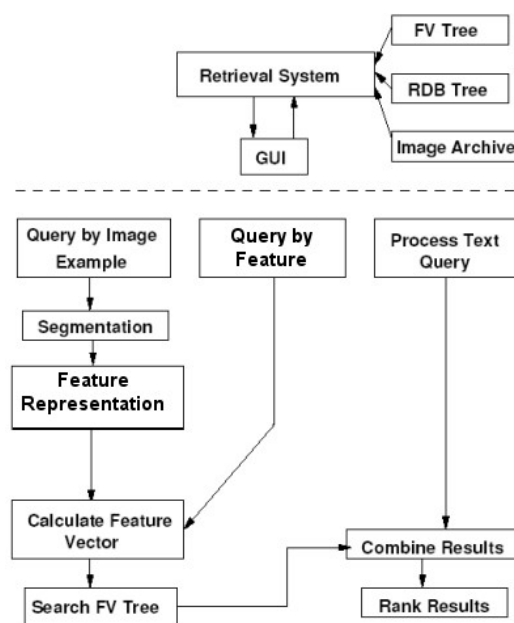 FV Tree
Retrieval System
RDB Tree
GUI
Image Archive
Query by Image
Example
Query by
Feature
Process Text
Query
Segmentation
Feature
Representation
Calculate Feature
Vector
Combine Results
Search FV Tree
Rank Results